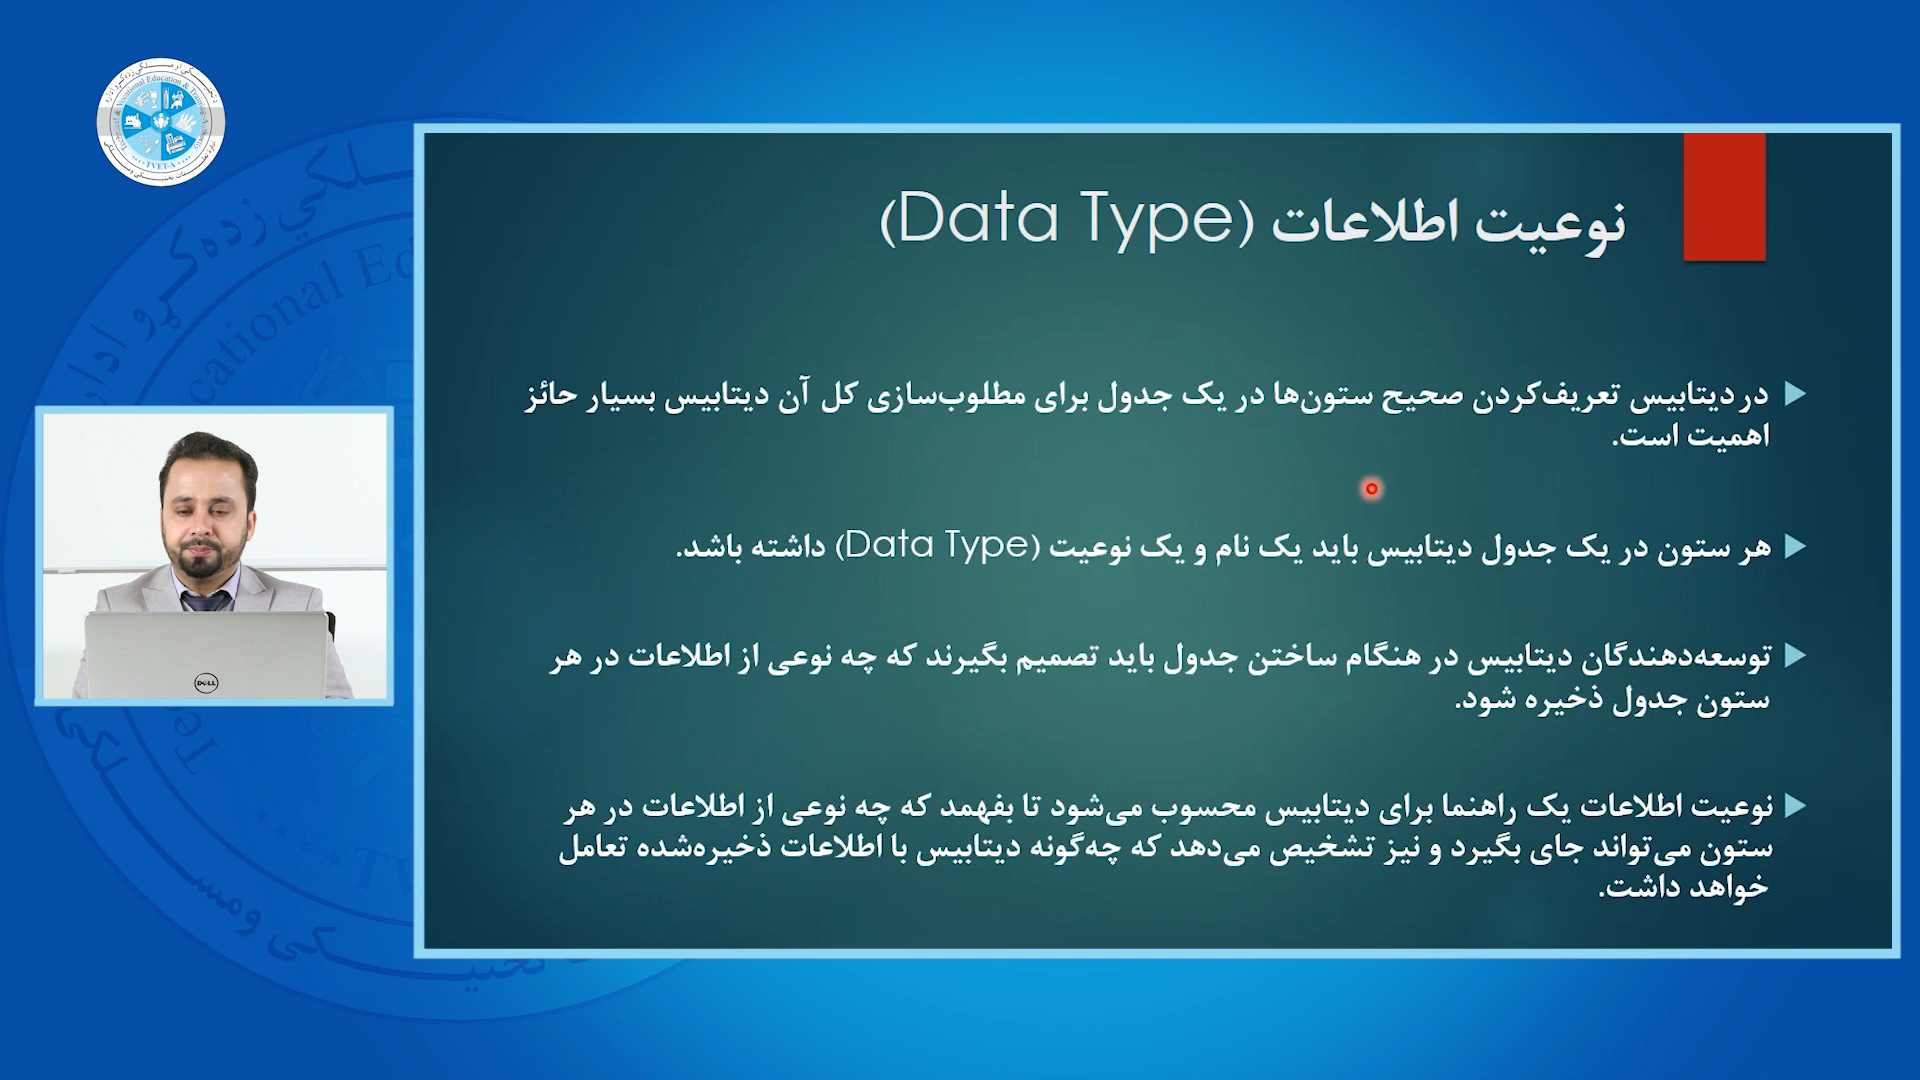 نوعیت اطلاعات (Data Type)
در دیتابیس تعریف‌کردن صحیح ستون‌ها در یک جدول برای مطلوب‌سازی کل آن دیتابیس بسیار حائز
اهمیت است.
هر ستون در یک جدول دیتابیس باید یک نام و یک نوعیت (Data Type) داشته باشد.
توسعه‌دهندگان دیتابیس در هنگام ساختن جدول باید تصمیم بگیرند که چه نوعی از اطلاعات در هر
ستون جدول ذخیره شود.
نوعیت اطلاعات یک راهنما برای دیتابیس محسوب می‌شود تا بفهمد که چه نوعی از اطلاعات در هر
ستون می‌تواند جای بگیرد و نیز تشخیص می‌دهد که چه‌گونه دیتابیس با اطلاعات ذخیره‌شده تعامل
خواهد داشت.
DELL
TVET-A